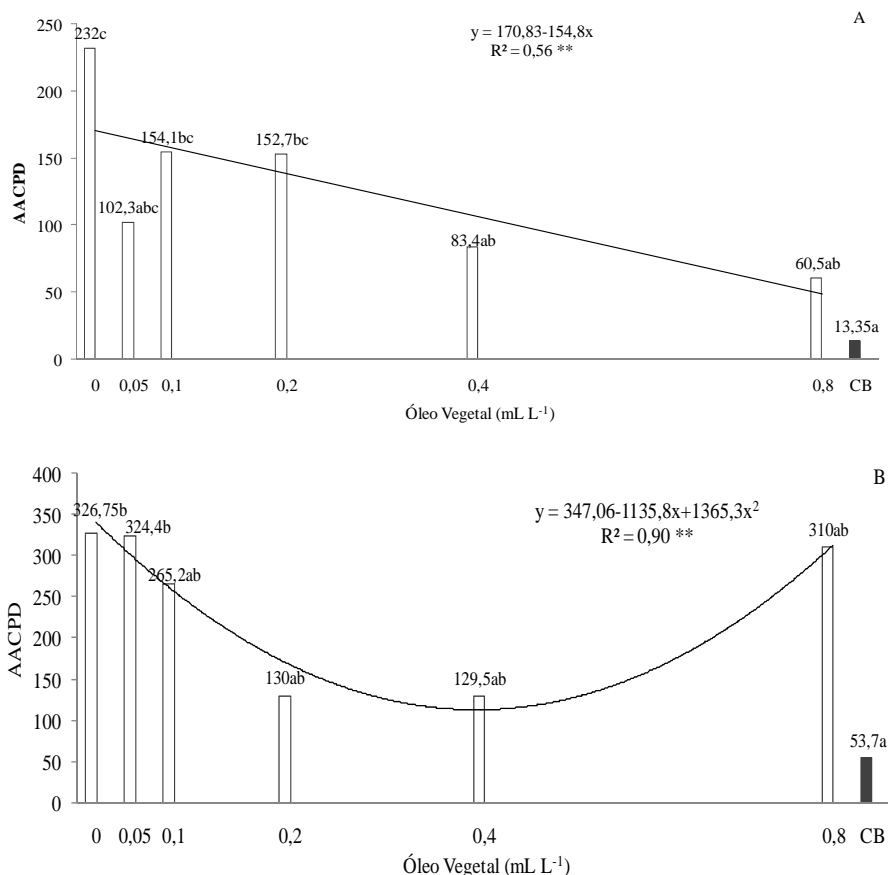 A
y = 170,83-154,8x
R² = 0,56 **
250
200
150
100
50
0
AACPD
232c
102,3abc
154,1bc
152,7bc
83,4ab
60,5ab
13,35a
0 0,05 0,1 0,2 0,4 0,8 CB
Óleo Vegetal (mL L⁻¹)
B
y = 347,06-1135,8x+1365,3x²
R² = 0,90 **
400
350
300
250
200
150
100
50
0
AACPD
326,75b
324,4b
265,2ab
130ab
129,5ab
310ab
53,7a
0 0,05 0,1 0,2 0,4 0,8 CB
Óleo Vegetal (mL L⁻¹)